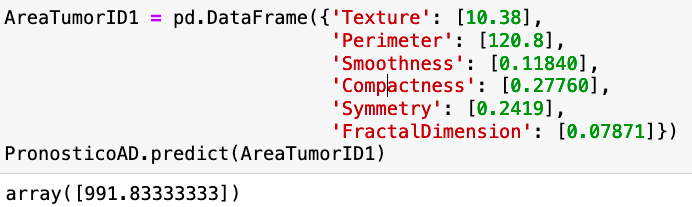 AreaTumorID1 = pd.DataFrame({'Texture': [10.38],
'Perimeter': [120.8],
'Smoothness': [0.11840],
'Compactness': [0.27760],
'Symmetry': [0.2419],
'FractalDimension': [0.07871]})
PronosticoAD.predict(AreaTumorID1)
array([991.83333333])